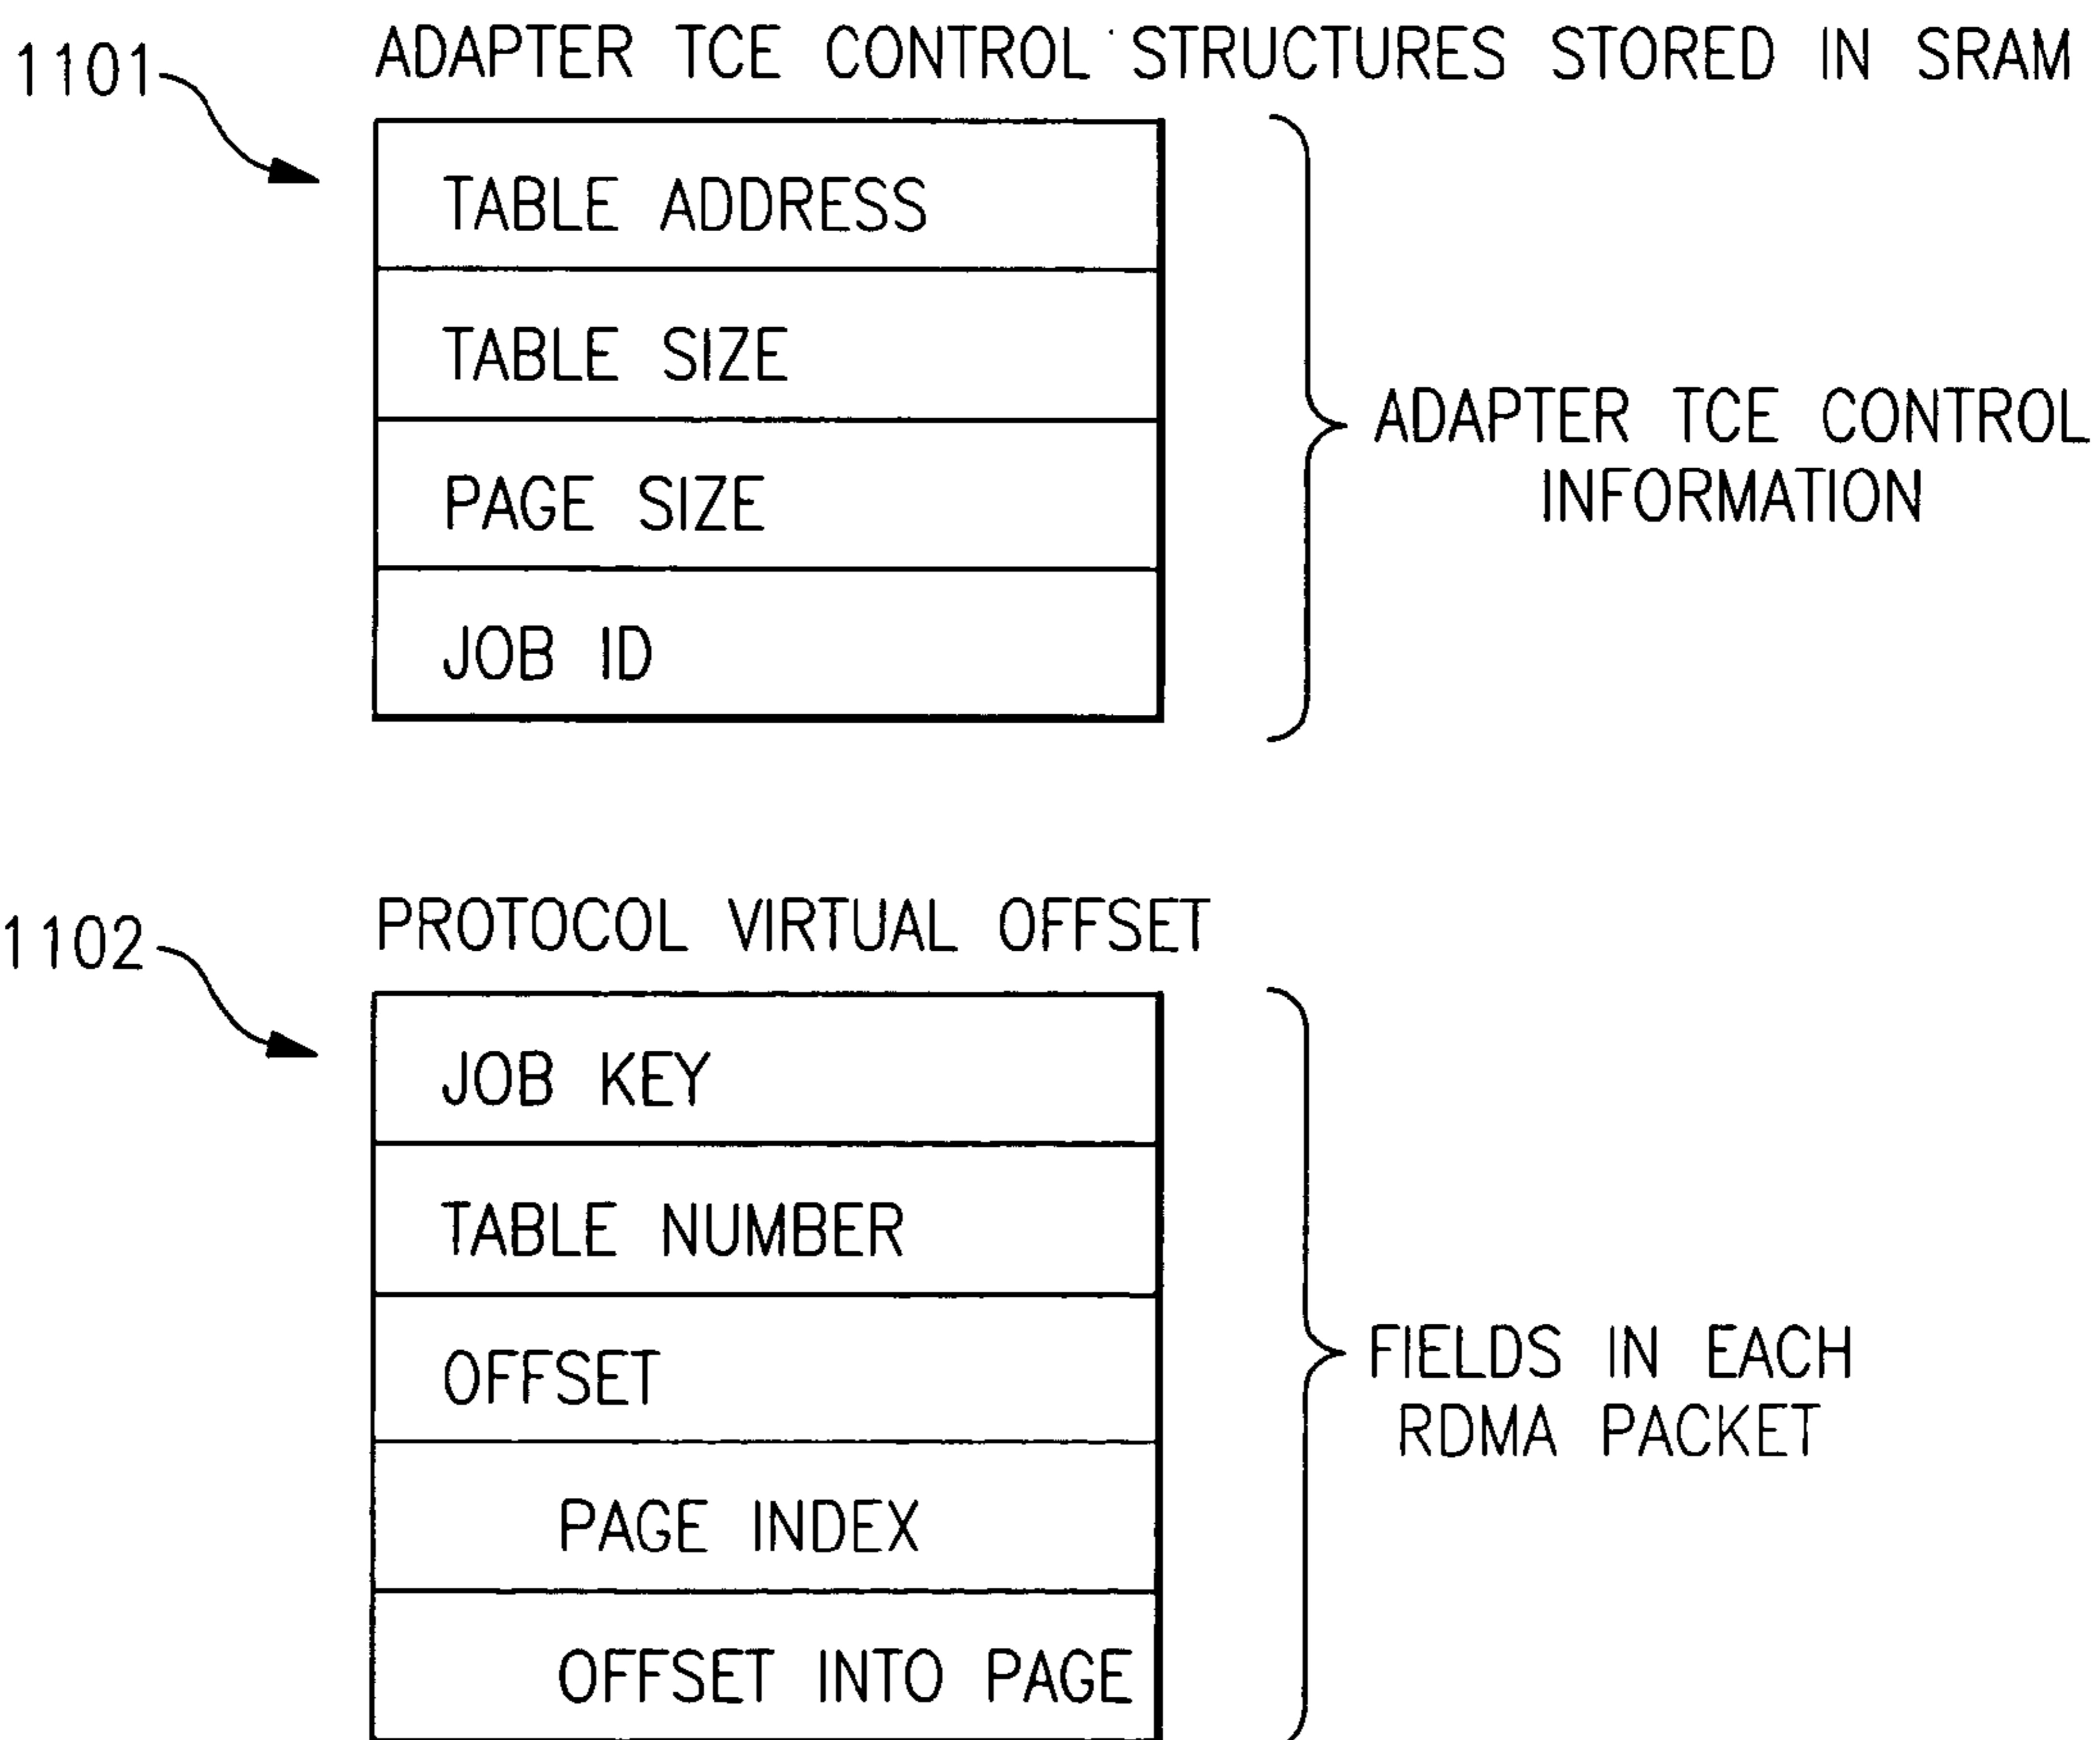 1101
ADAPTER TCE CONTROL STRUCTURES STORED IN SRAM
TABLE ADDRESS
TABLE SIZE
PAGE SIZE
JOB ID
ADAPTER TCE CONTROL
INFORMATION
1102
PROTOCOL VIRTUAL OFFSET
JOB KEY
TABLE NUMBER
OFFSET
PAGE INDEX
OFFSET INTO PAGE
FIELDS IN EACH
RDMA PACKET